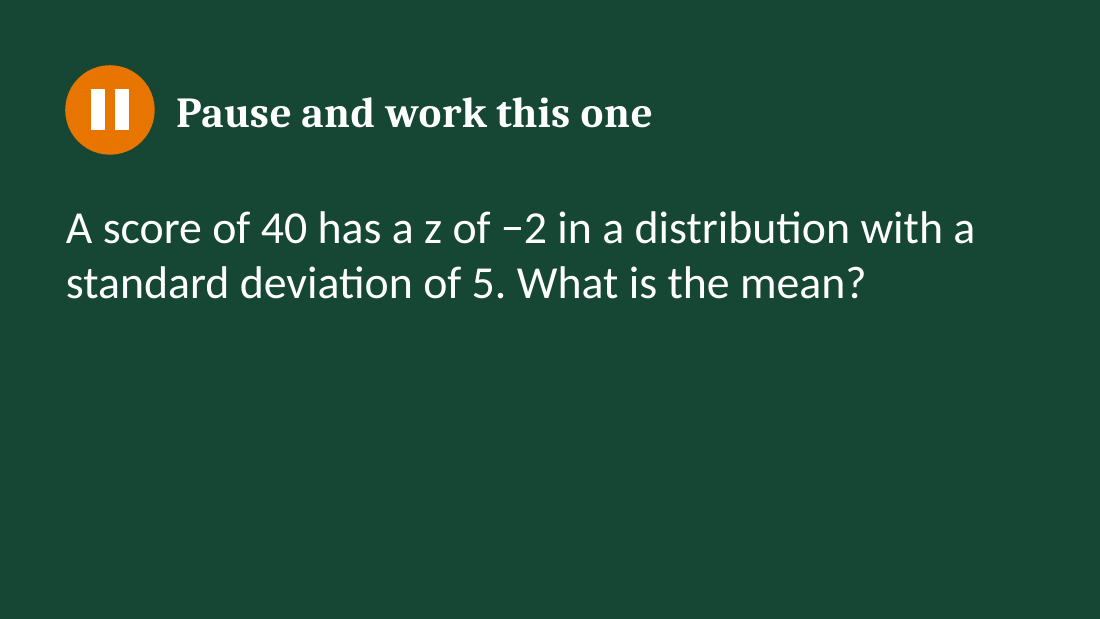 Pause and work this one
A score of 40 has a z of −2 in a distribution with a
standard deviation of 5. What is the mean?